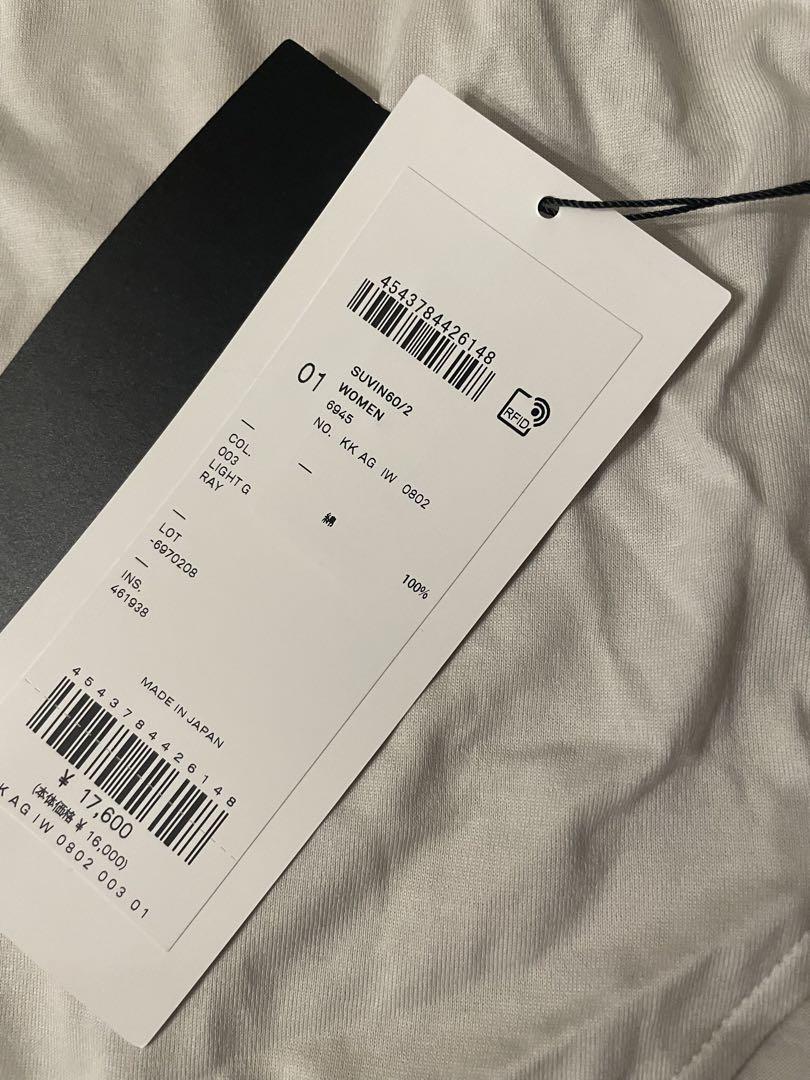 4543784426148
01
SUVIN60/2
WOMEN
6945
NO. KK AG IW 0802
RFID
—
COL.
003
LIGHT G
RAY
—
綿 100%
—
LOT
-6970208
—
INS.
461938
MADE IN JAPAN
4543784426148
¥ 17,600
(本体価格 ¥ 16,000)
K AG IW 0802 003 01